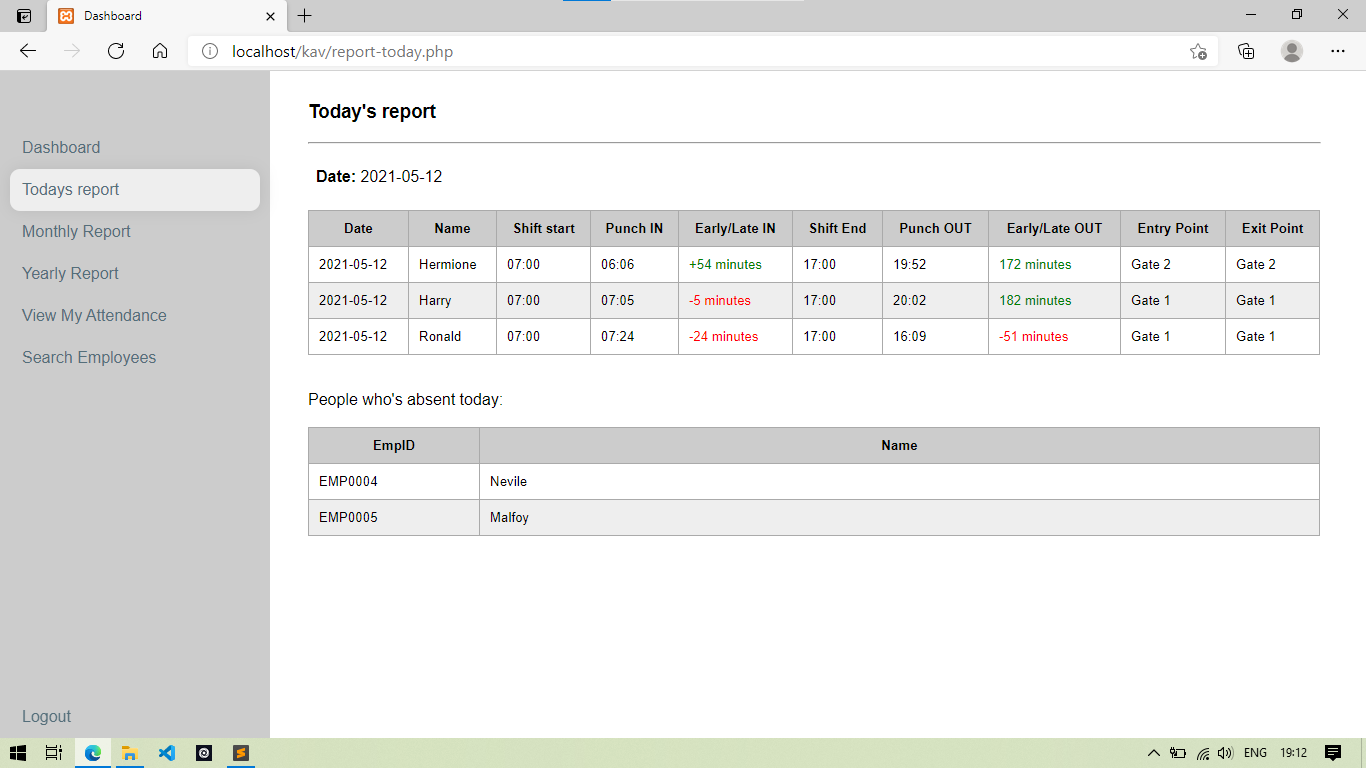 Dashboard
localhost/kav/report-today.php
Dashboard
Todays report
Monthly Report
Yearly Report
View My Attendance
Search Employees
Logout
Today's report
Date: 2021-05-12
Date Name Shift start Punch IN Early/Late IN Shift End Punch OUT Early/Late OUT Entry Point Exit Point
2021-05-12 Hermione 07:00 06:06 +54 minutes 17:00 19:52 172 minutes Gate 2 Gate 2
2021-05-12 Harry 07:00 07:05 -5 minutes 17:00 20:02 182 minutes Gate 1 Gate 1
2021-05-12 Ronald 07:00 07:24 -24 minutes 17:00 16:09 -51 minutes Gate 1 Gate 1
People who's absent today:
EmpID Name
EMP0004 Nevile
EMP0005 Malfoy
ENG 19:12